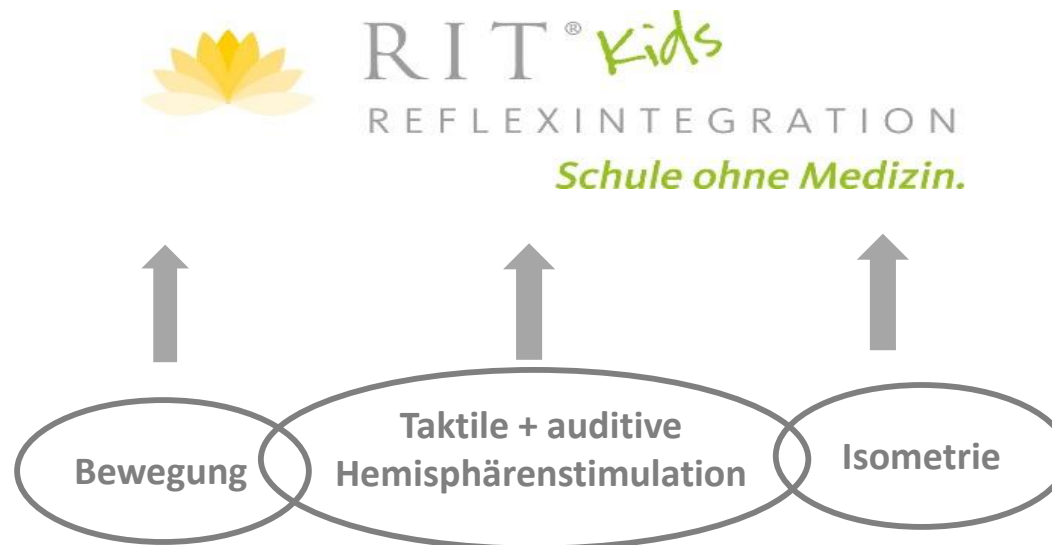 RIT® Kids
REFLEXINTEGRATION
Schule ohne Medizin.
Bewegung
Taktile + auditive
Hemisphärenstimulation
Isometrie